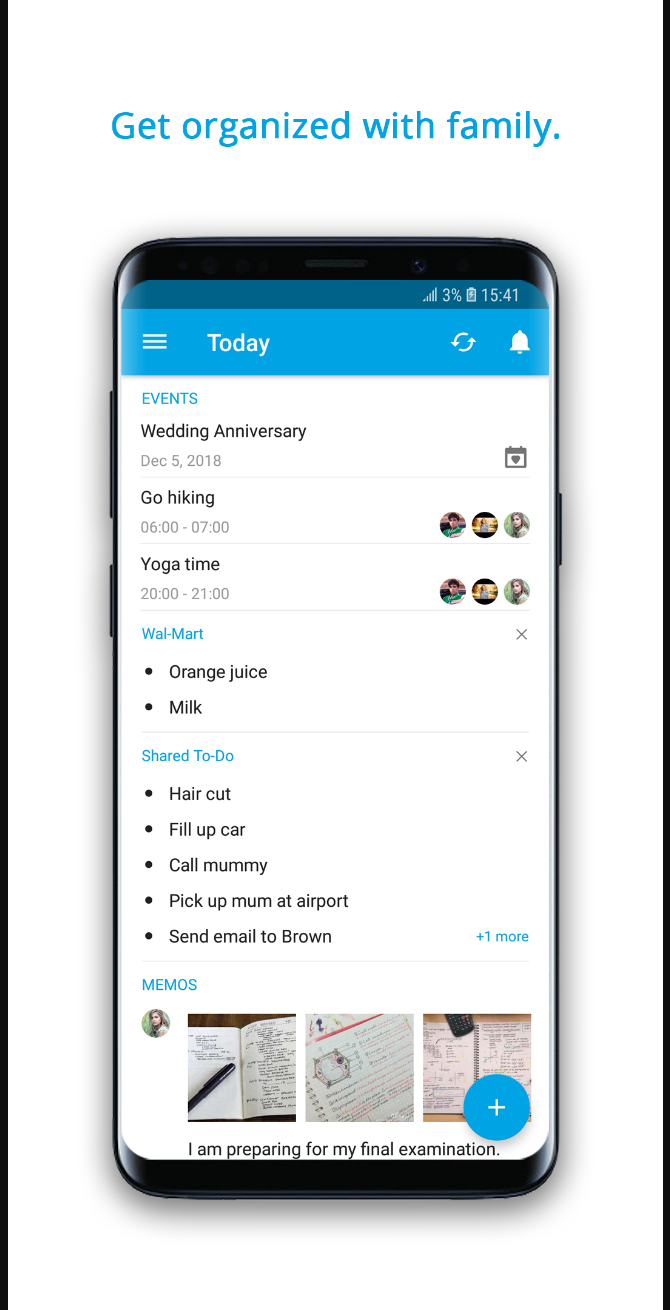 Get organized with family.
3% 15:41
Today
EVENTS
Wedding Anniversary
Dec 5, 2018
Go hiking
06:00 - 07:00
Yoga time
20:00 - 21:00
Wal-Mart
Orange juice
Milk
Shared To-Do
Hair cut
Fill up car
Call mummy
Pick up mum at airport
Send email to Brown
+1 more
MEMOS
I am preparing for my final examination.